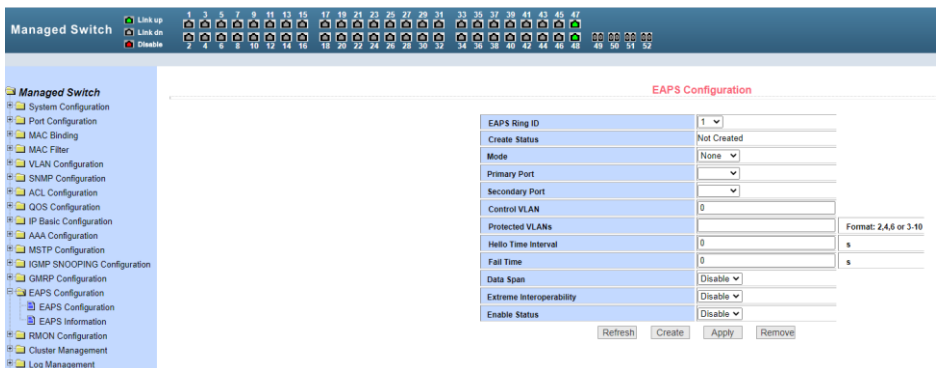 Managed Switch
Link up
Link dn
Disable
1 3 5 7 9 11 13 15 17 19 21 23 25 27 29 31 33 35 37 39 41 43 45 47
2 4 6 8 10 12 14 16 18 20 22 24 26 28 30 32 34 36 38 40 42 44 46 48 49 50 51 52
Managed Switch
System Configuration
Port Configuration
MAC Binding
MAC Filter
VLAN Configuration
SNMP Configuration
ACL Configuration
QOS Configuration
IP Basic Configuration
AAA Configuration
MSTP Configuration
IGMP SNOOPING Configuration
GMRP Configuration
EAPS Configuration
EAPS Configuration
EAPS Information
RMON Configuration
Cluster Management
Log Management
EAPS Configuration
EAPS Ring ID 1
Create Status Not Created
Mode None
Primary Port
Secondary Port
Control VLAN 0
Protected VLANs Format: 2,4,6 or 3-10
Hello Time Interval 0 s
Fail Time 0 s
Data Span Disable
Extreme Interoperability Disable
Enable Status Disable
Refresh Create Apply Remove